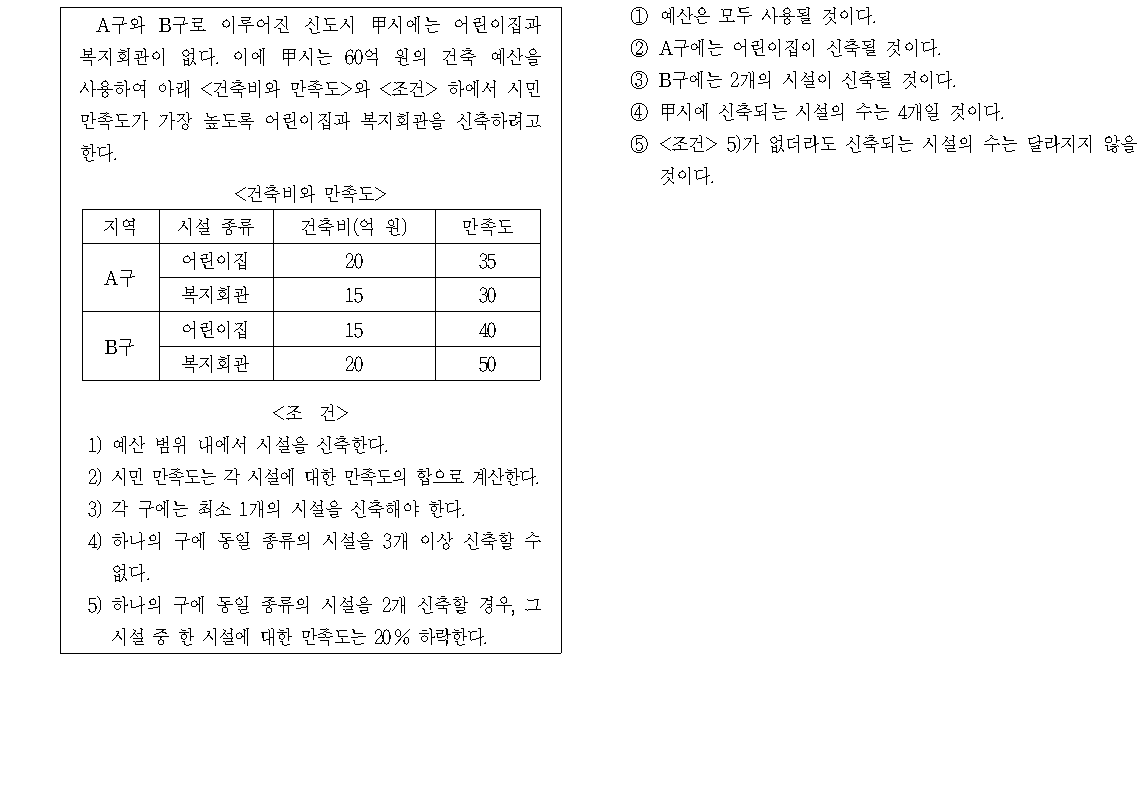 A구와 B구로 이루어진 신도시 甲시에는 어린이집과
복지회관이 없다. 이에 甲시는 60억 원의 건축 예산을
사용하여 아래 <건축비와 만족도>와 <조건> 하에서 시민
만족도가 가장 높도록 어린이집과 복지회관을 신축하려고
한다.
<건축비와 만족도>
지역 시설 종류 건축비(억 원) 만족도
A구 어린이집 20 35
복지회관 15 30
B구 어린이집 15 40
복지회관 20 50
<조 건>
1) 예산 범위 내에서 시설을 신축한다.
2) 시민 만족도는 각 시설에 대한 만족도의 합으로 계산한다.
3) 각 구에는 최소 1개의 시설을 신축해야 한다.
4) 하나의 구에 동일 종류의 시설을 3개 이상 신축할 수
없다.
5) 하나의 구에 동일 종류의 시설을 2개 신축할 경우, 그
시설 중 한 시설에 대한 만족도는 20% 하락한다.
① 예산은 모두 사용될 것이다.
② A구에는 어린이집이 신축될 것이다.
③ B구에는 2개의 시설이 신축될 것이다.
④ 甲시에 신축되는 시설의 수는 4개일 것이다.
⑤ <조건> 5)가 없더라도 신축되는 시설의 수는 달라지지 않을
것이다.